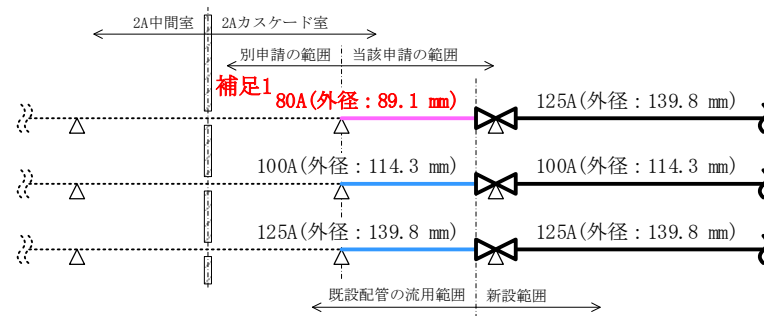 2A中間室 2Aカスケード室
別申請の範囲 当該申請の範囲
補足1
80A(外径：89.1 mm) 125A(外径：139.8 mm)
100A(外径：114.3 mm) 100A(外径：114.3 mm)
125A(外径：139.8 mm) 125A(外径：139.8 mm)
既設配管の流用範囲 新設範囲